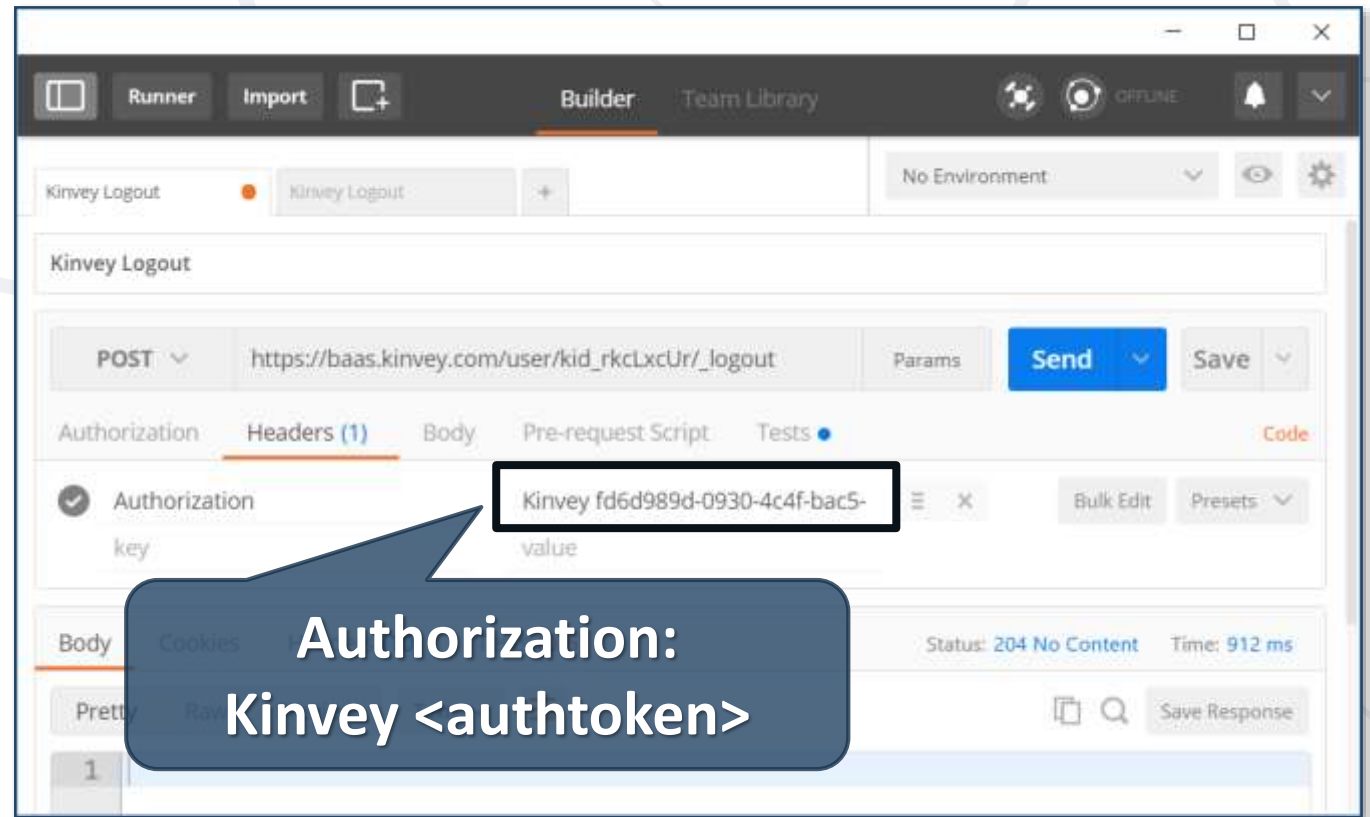 Runner Import Builder Team Library OFFLINE
Kinvey Logout Kinvey Logout + No Environment
Kinvey Logout
POST https://baas.kinvey.com/user/kid_rkcLxcUr/_logout Params Send Save
Authorization Headers (1) Body Pre-request Script Tests Code
Authorization Kinvey fd6d989d-0930-4c4f-bac5- Bulk Edit Presets
key value
Authorization:
Kinvey <authtoken>
Body Cookies Status: 204 No Content Time: 912 ms
Pretty Raw Save Response
1